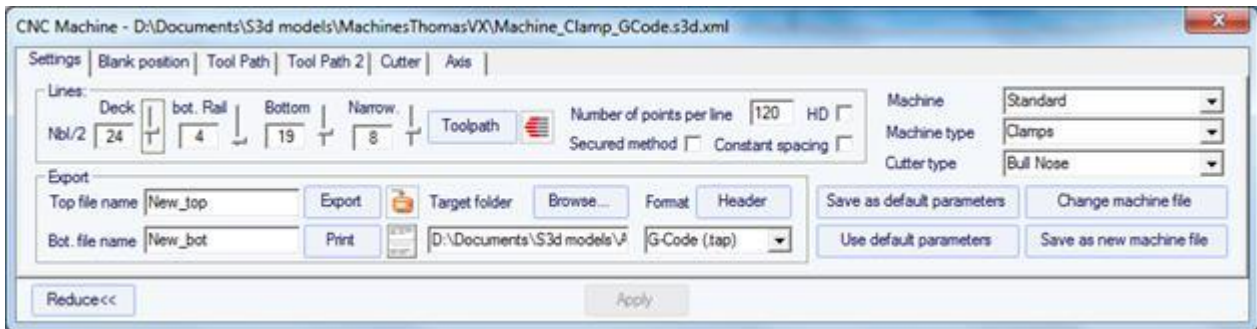 CNC Machine - D:\Documents\S3d models\MachinesThomasVX\Machine_Clamp_GCode.s3d.xml
Settings Blank position Tool Path Tool Path 2 Cutter Axis
Lines:
Deck bot. Rail Bottom Narrow.
Nbl/2 24 4 19 8 Toolpath
Number of points per line 120 HD
Secured method Constant spacing
Machine Standard
Machine type Clamps
Cutter type Bull Nose
Export
Top file name New_top Export Target folder Browse... Format Header
Bot. file name New_bot Print D:\Documents\S3d models\ G-Code (.tap)
Save as default parameters Change machine file
Use default parameters Save as new machine file
Reduce<< Apply